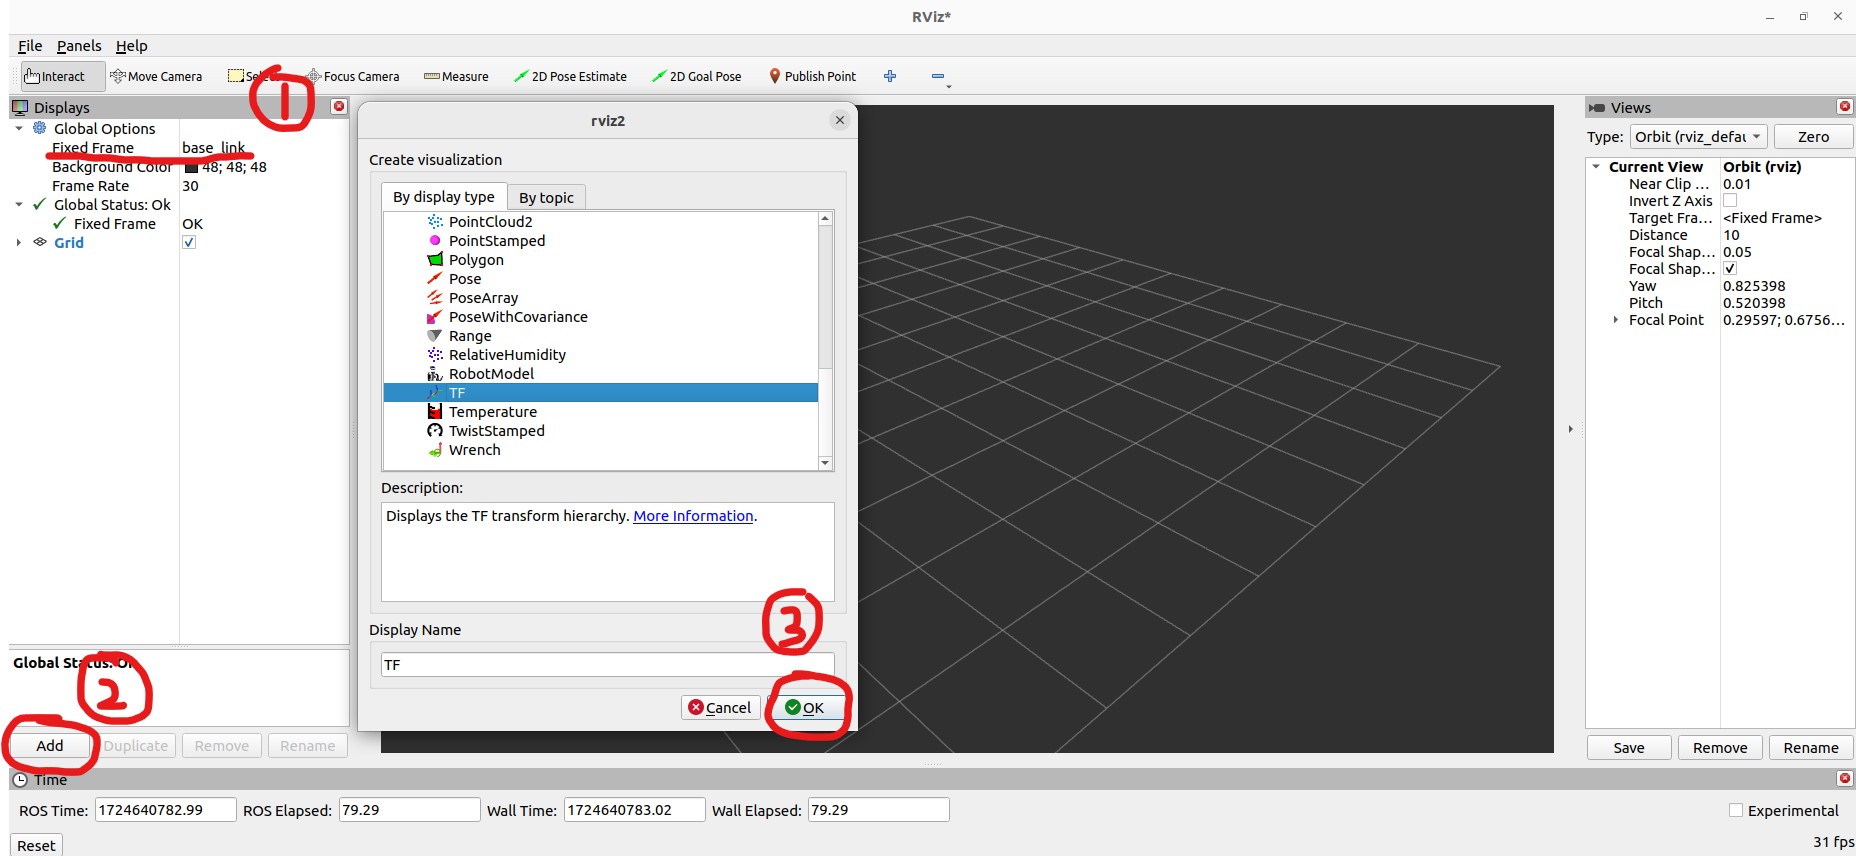 RViz*
File Panels Help
Interact Move Camera Select Focus Camera Measure 2D Pose Estimate 2D Goal Pose Publish Point
1
Displays
Global Options
Fixed Frame base_link
Background Color 48; 48; 48
Frame Rate 30
Global Status: Ok
Fixed Frame OK
Grid
Global Status: Ok
2
Add Duplicate Remove Rename
rviz2
Create visualization
By display type By topic
PointCloud2
PointStamped
Polygon
Pose
PoseArray
PoseWithCovariance
Range
RelativeHumidity
RobotModel
TF
Temperature
TwistStamped
Wrench
Description:
Displays the TF transform hierarchy. More Information.
3
Display Name
TF
Cancel OK
Views
Type: Orbit (rviz_defau Zero
Current View Orbit (rviz)
Near Clip ... 0.01
Invert Z Axis
Target Fra... <Fixed Frame>
Distance 10
Focal Shap... 0.05
Focal Shap...
Yaw 0.825398
Pitch 0.520398
Focal Point 0.29597; 0.6756...
Save Remove Rename
Time
ROS Time: 1724640782.99 ROS Elapsed: 79.29 Wall Time: 1724640783.02 Wall Elapsed: 79.29 Experimental
Reset 31 fps